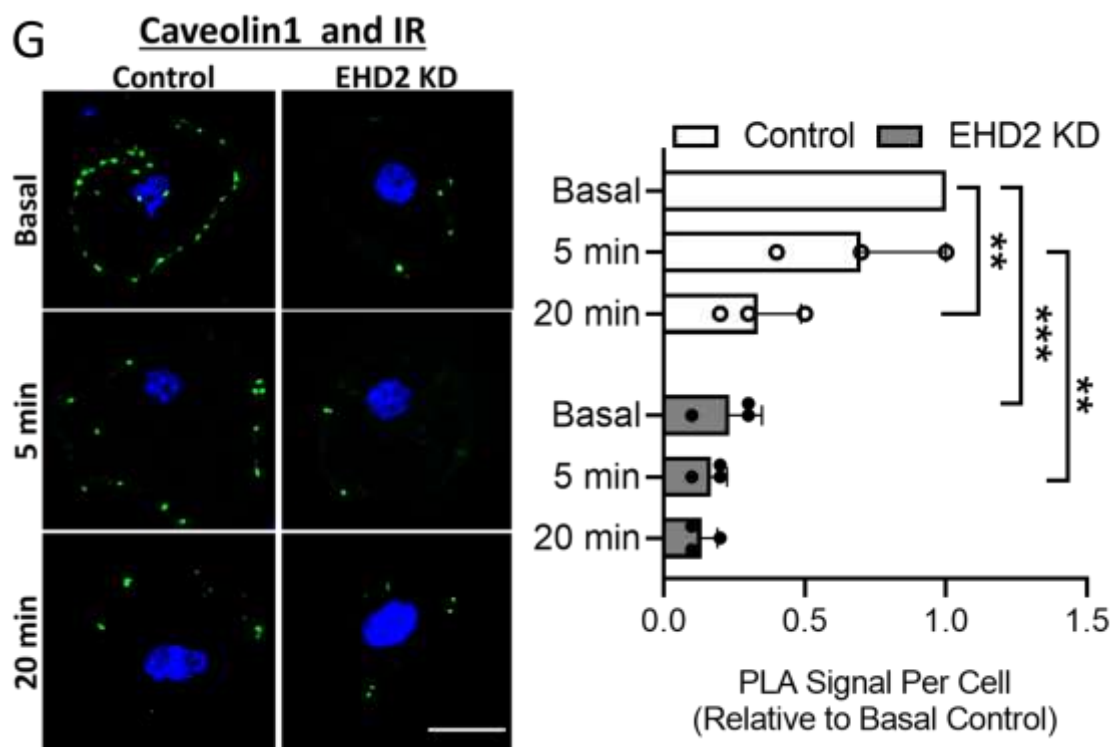 G
Caveolin1 and IR
Control
EHD2 KD
Basal
5 min
20 min
Control
EHD2 KD
Basal
5 min
20 min
Basal
5 min
20 min
**
***
**
0.0
0.5
1.0
1.5
PLA Signal Per Cell
(Relative to Basal Control)